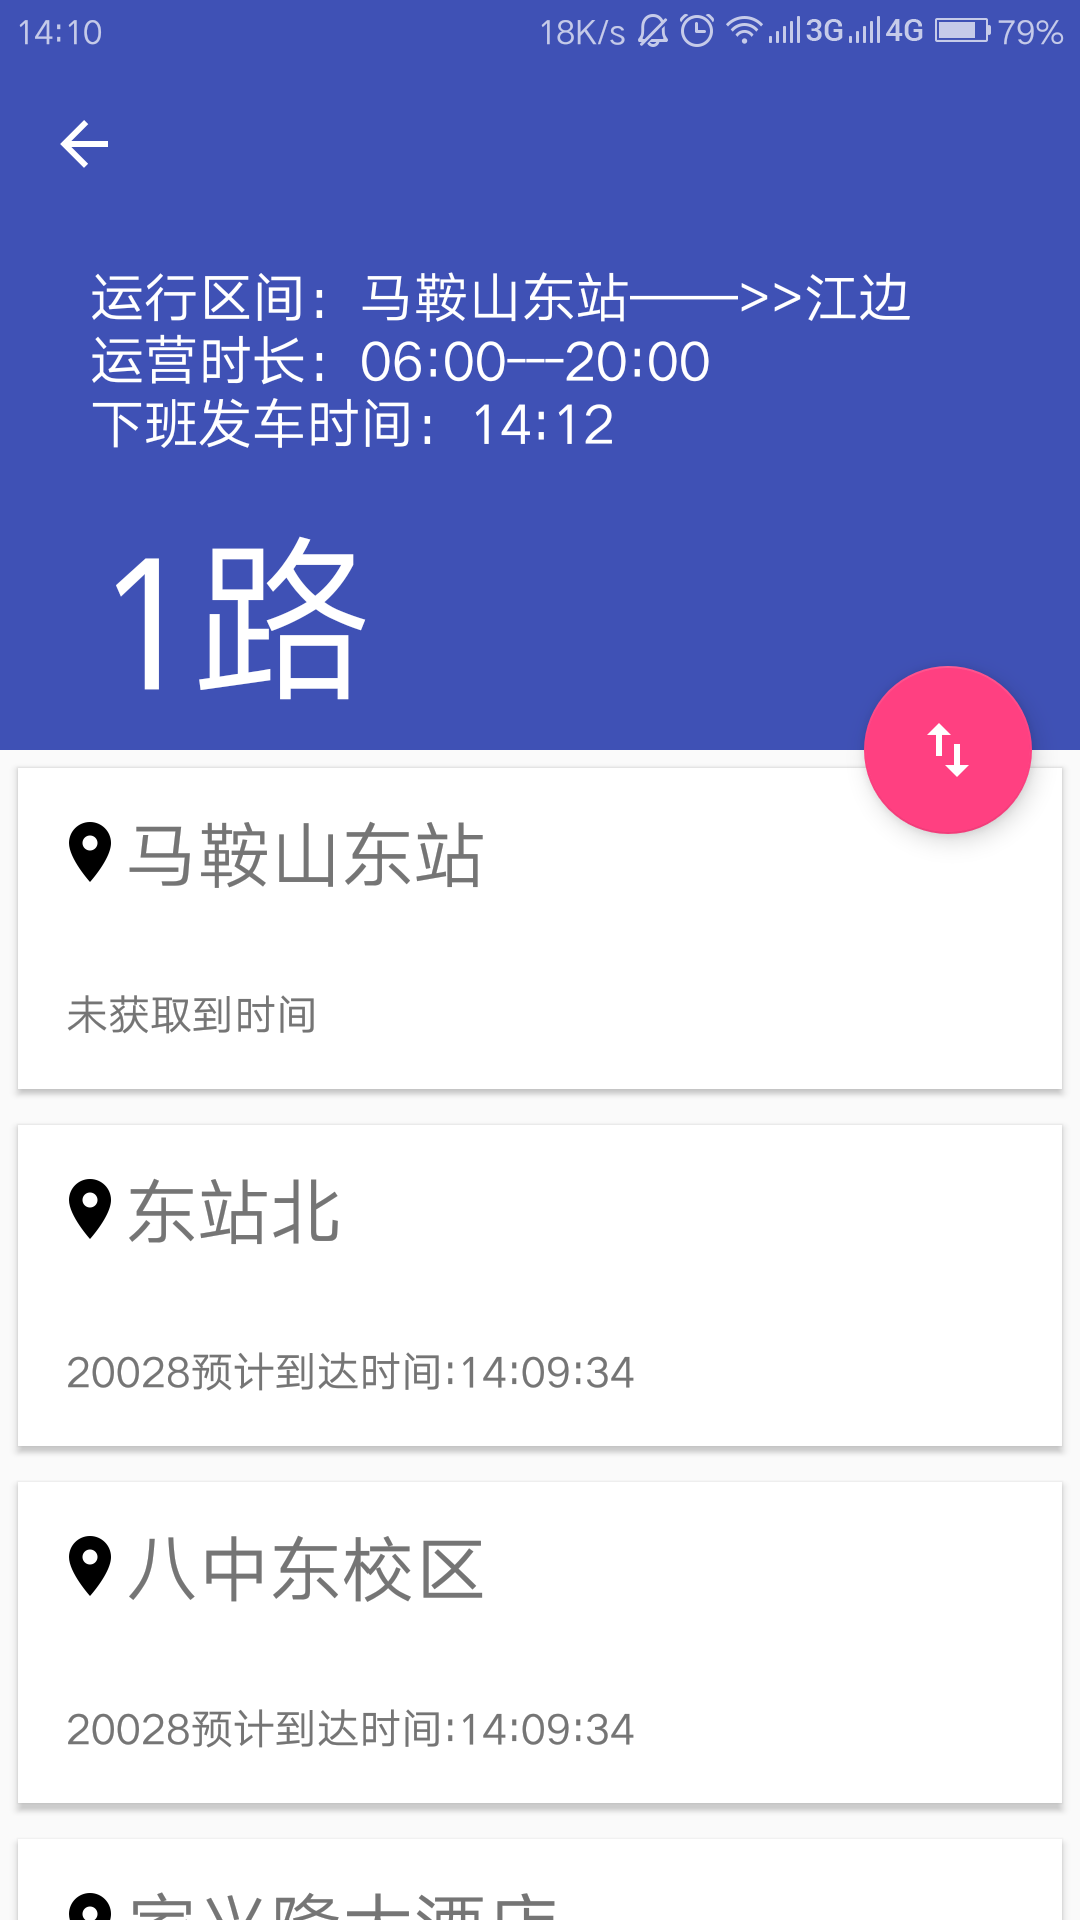 14:10 18K/s 3G 4G 79%
运行区间：马鞍山东站——>>江边
运营时长：06:00---20:00
下班发车时间：14:12
1路
马鞍山东站
未获取到时间
东站北
20028预计到达时间:14:09:34
八中东校区
20028预计到达时间:14:09:34